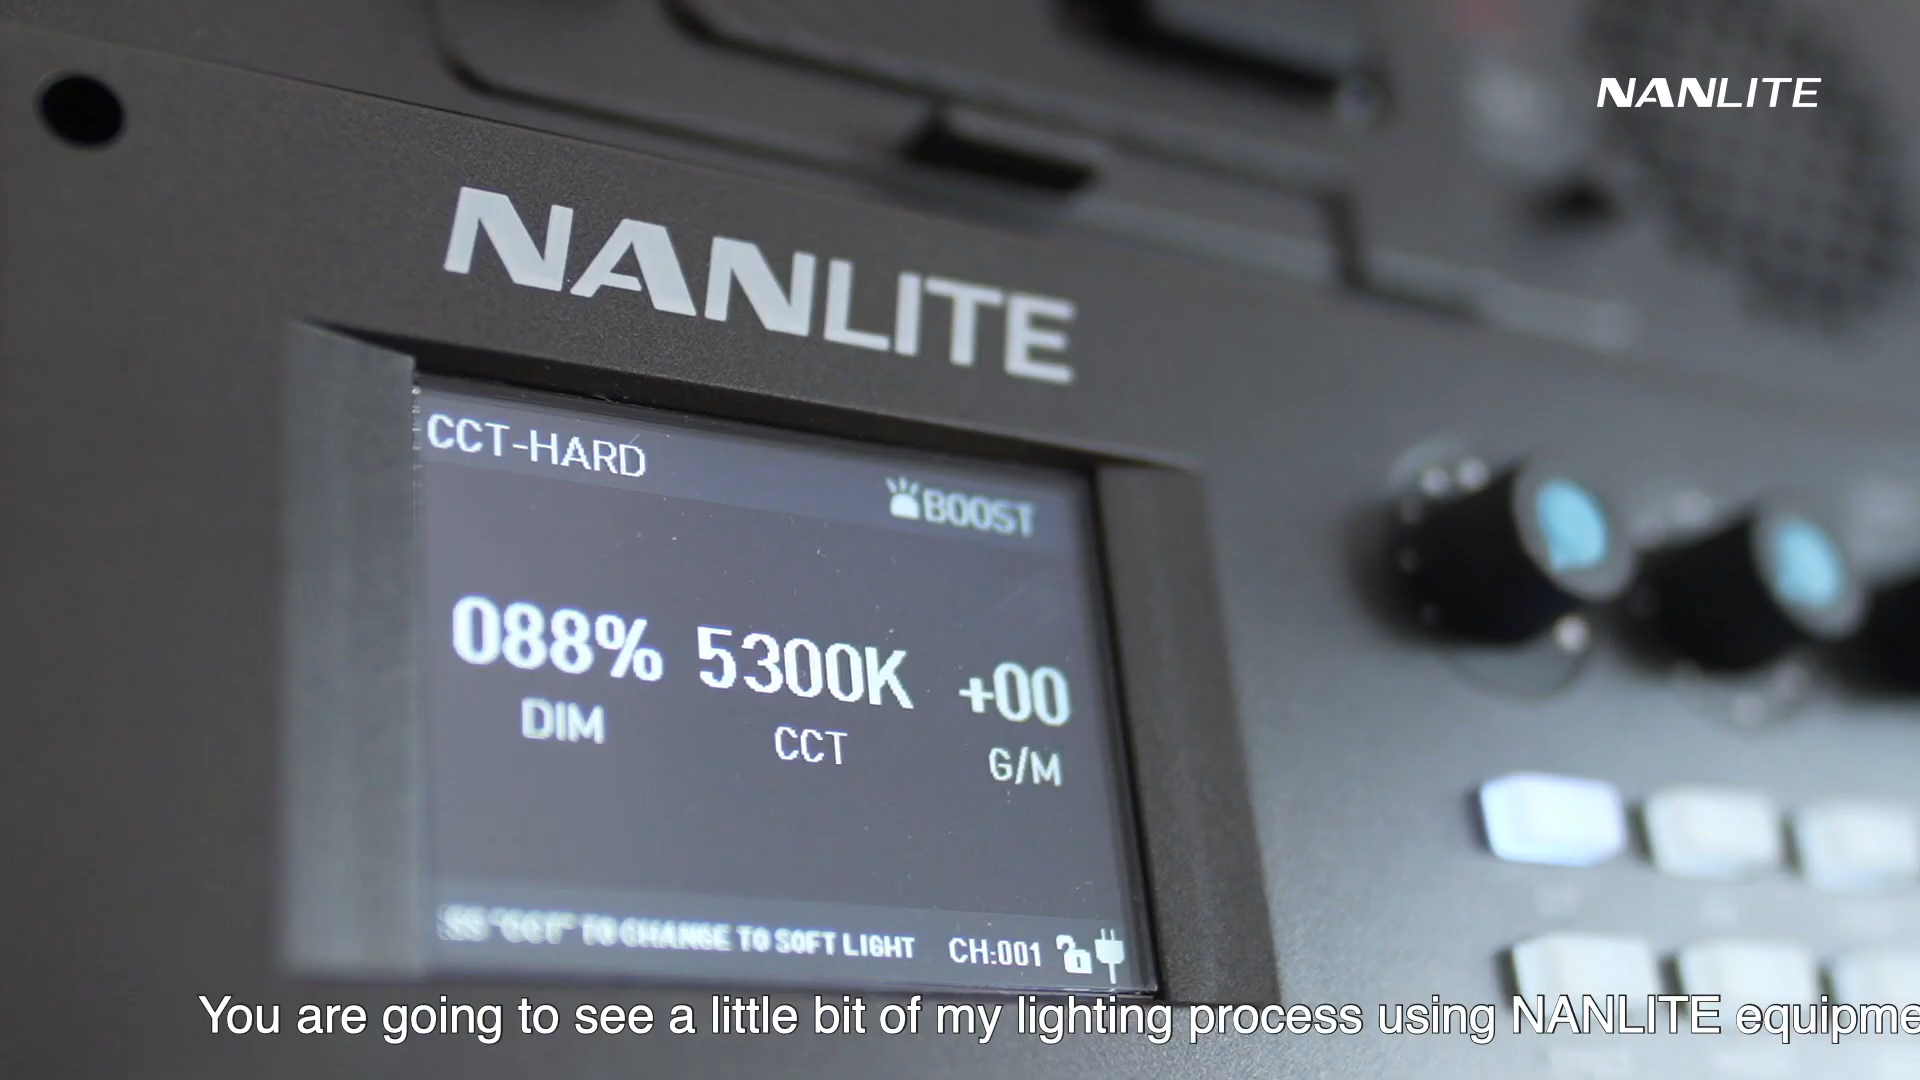 NANLITE
NANLITE
CCT-HARD
BOOST
088% 5300K +00
DIM CCT G/M
TO CHANGE TO SOFT LIGHT CH:001
You are going to see a little bit of my lighting process using NANLITE equipme